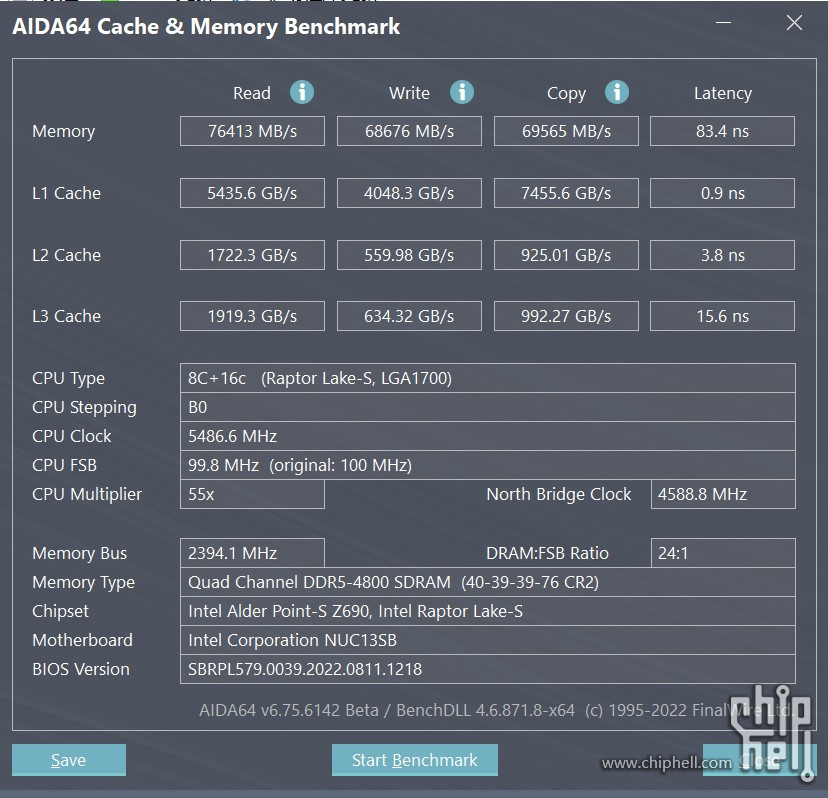 AIDA64 Cache & Memory Benchmark
Read Write Copy Latency
Memory 76413 MB/s 68676 MB/s 69565 MB/s 83.4 ns
L1 Cache 5435.6 GB/s 4048.3 GB/s 7455.6 GB/s 0.9 ns
L2 Cache 1722.3 GB/s 559.98 GB/s 925.01 GB/s 3.8 ns
L3 Cache 1919.3 GB/s 634.32 GB/s 992.27 GB/s 15.6 ns
CPU Type 8C+16c (Raptor Lake-S, LGA1700)
CPU Stepping B0
CPU Clock 5486.6 MHz
CPU FSB 99.8 MHz (original: 100 MHz)
CPU Multiplier 55x North Bridge Clock 4588.8 MHz
Memory Bus 2394.1 MHz DRAM:FSB Ratio 24:1
Memory Type Quad Channel DDR5-4800 SDRAM (40-39-39-76 CR2)
Chipset Intel Alder Point-S Z690, Intel Raptor Lake-S
Motherboard Intel Corporation NUC13SB
BIOS Version SBRPL579.0039.2022.0811.1218
AIDA64 v6.75.6142 Beta / BenchDLL 4.6.871.8-x64 (c) 1995-2022 FinalWire Ltd.
Save Start Benchmark Close
www.chiphell.com
chip
hell